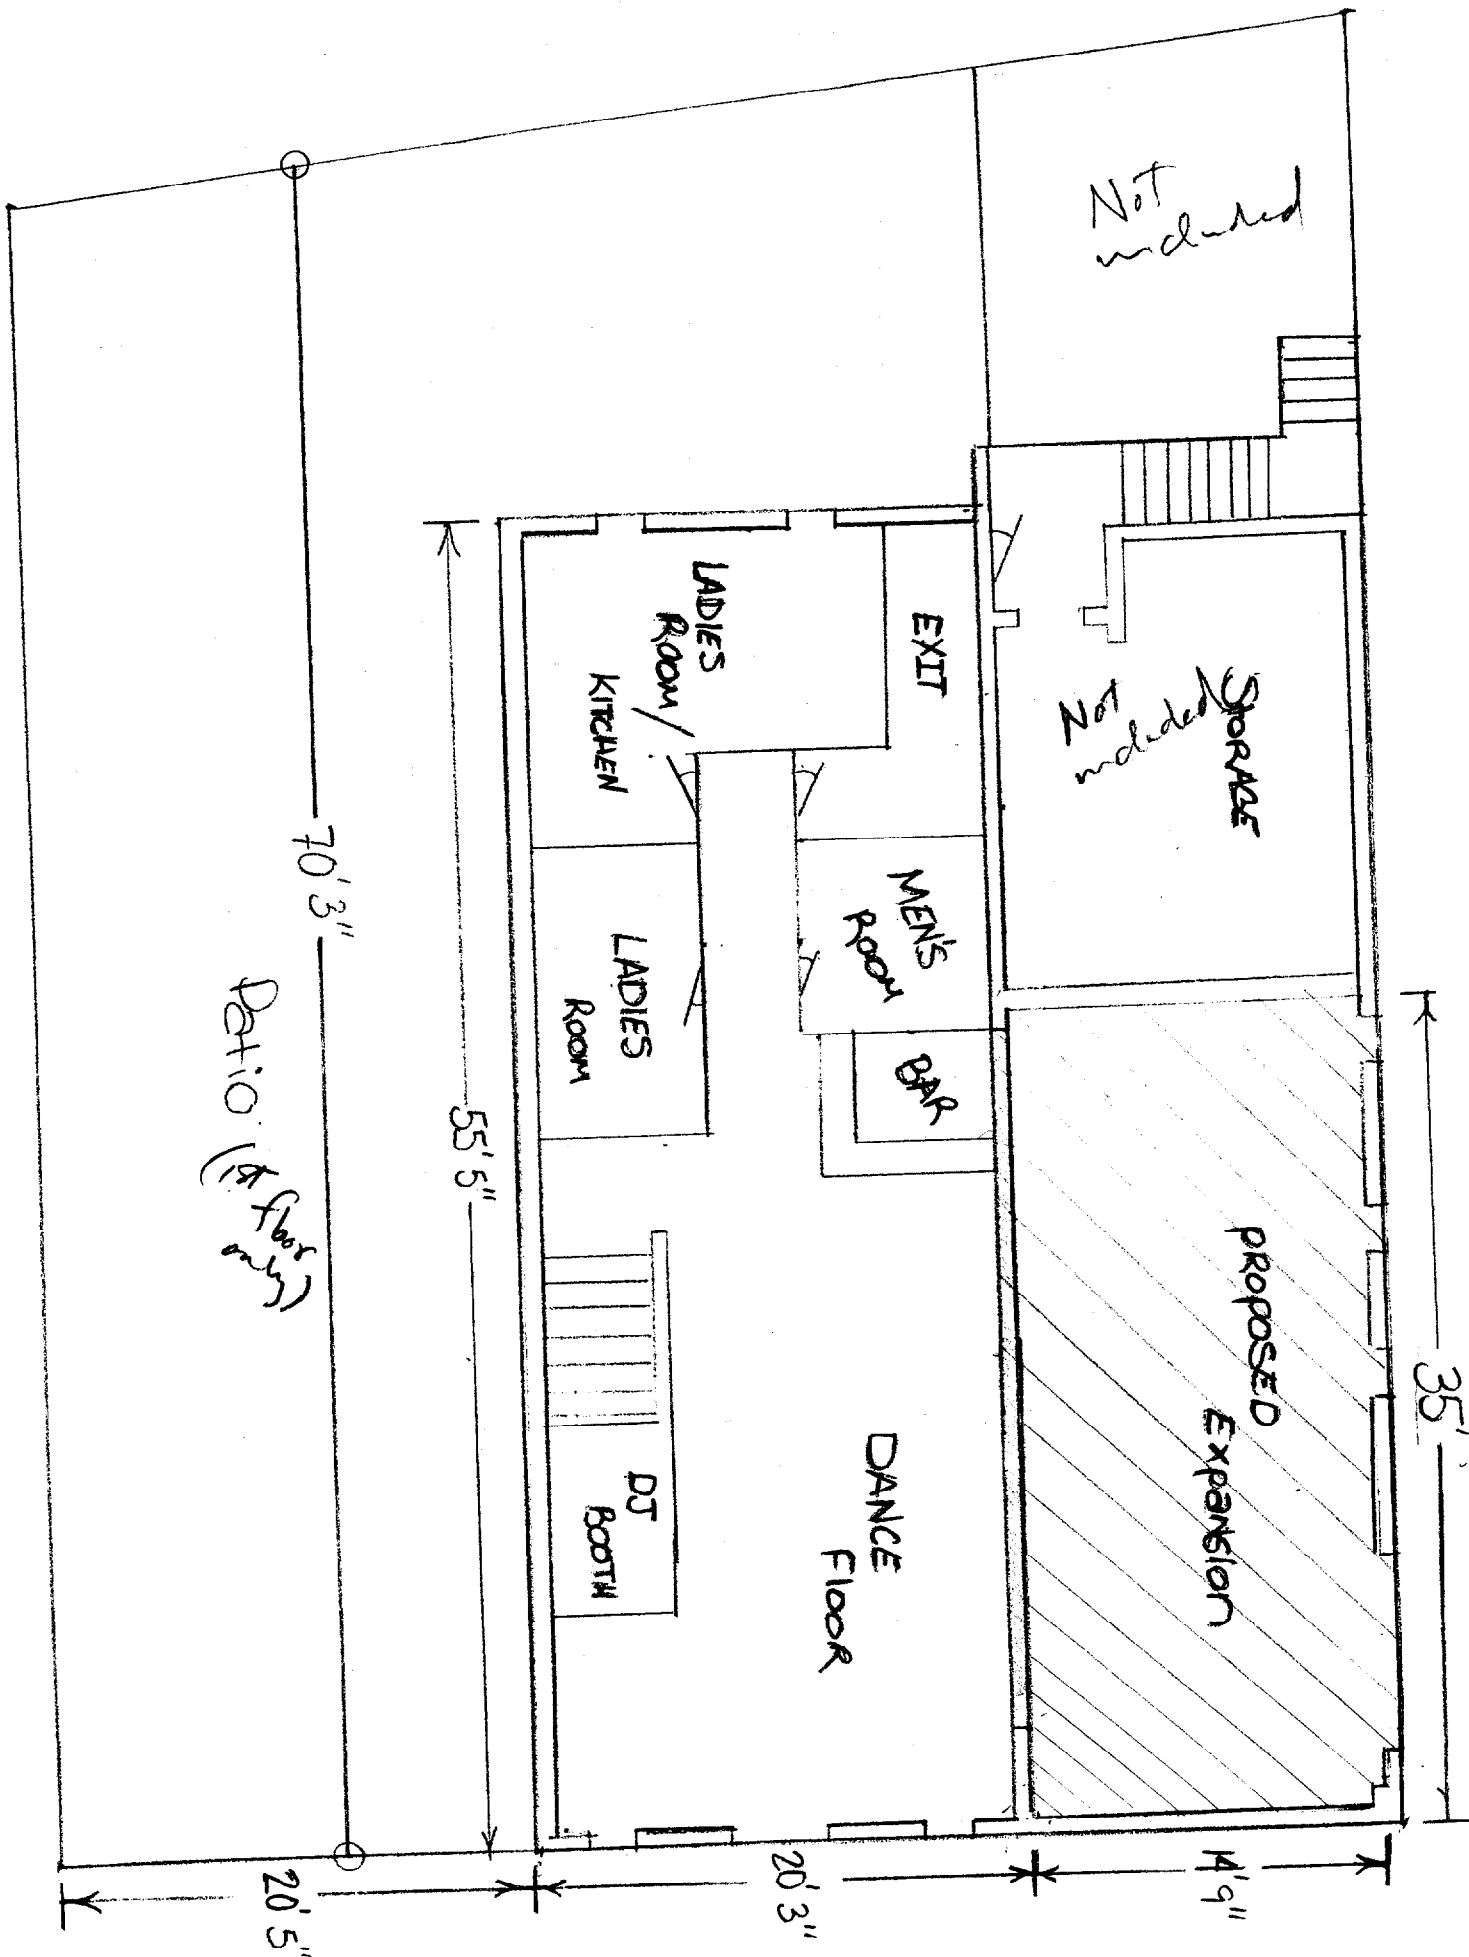 Not
included
35'
STORAGE
Not
included
PROPOSED
Expansion
14'9"
EXIT
MEN'S
ROOM
BAR
DANCE
FLOOR
20'3"
LADIES
ROOM/
KITCHEN
LADIES
ROOM
DJ
BOOTH
55'5"
70'3"
Patio (1st floor
20'5"